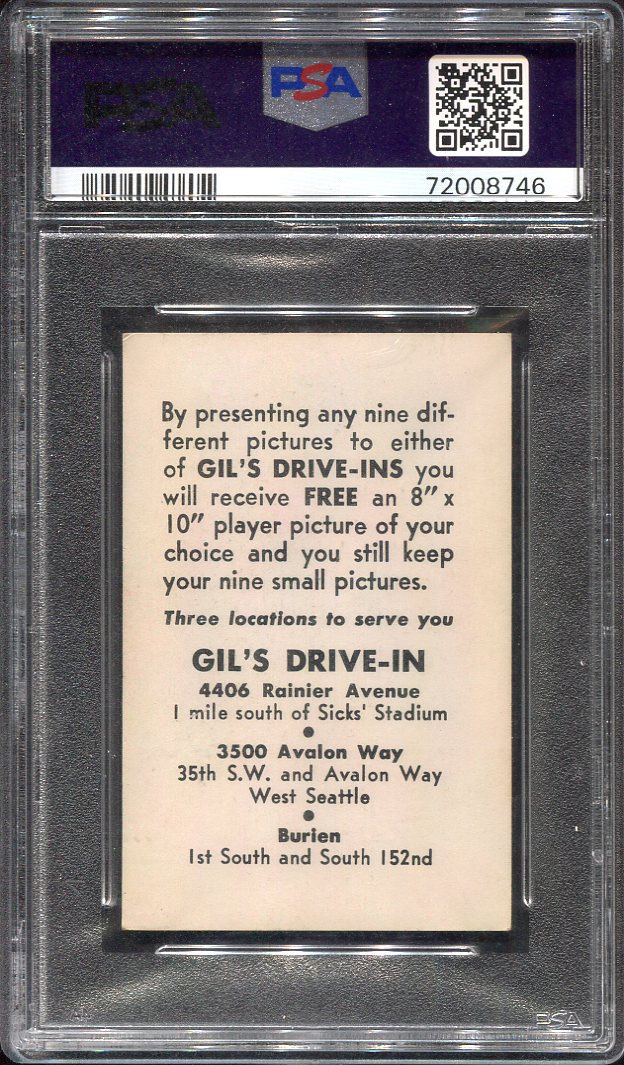 PSA
PSA
72008746
By presenting any nine dif-
ferent pictures to either
of GIL'S DRIVE-INS you
will receive FREE an 8" x
10" player picture of your
choice and you still keep
your nine small pictures.
Three locations to serve you
GIL'S DRIVE-IN
4406 Rainier Avenue
1 mile south of Sicks' Stadium
●
3500 Avalon Way
35th S.W. and Avalon Way
West Seattle
●
Burien
1st South and South 152nd
PSA